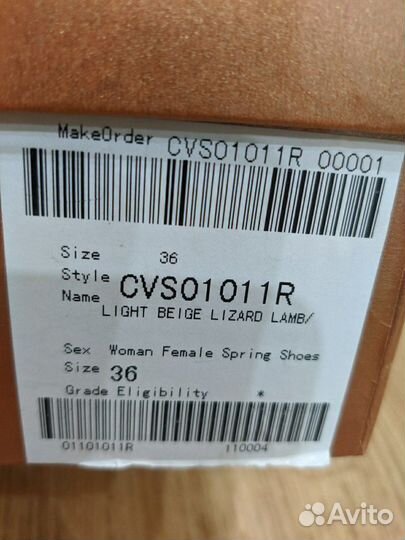 MakeOrder CVS01011R 00001
Size 36
Style CVS01011R
Name LIGHT BEIGE LIZARD LAMB/
Sex Woman Female Spring Shoes
Size 36
Grade Eligibility *
01101011R 110004
Avito